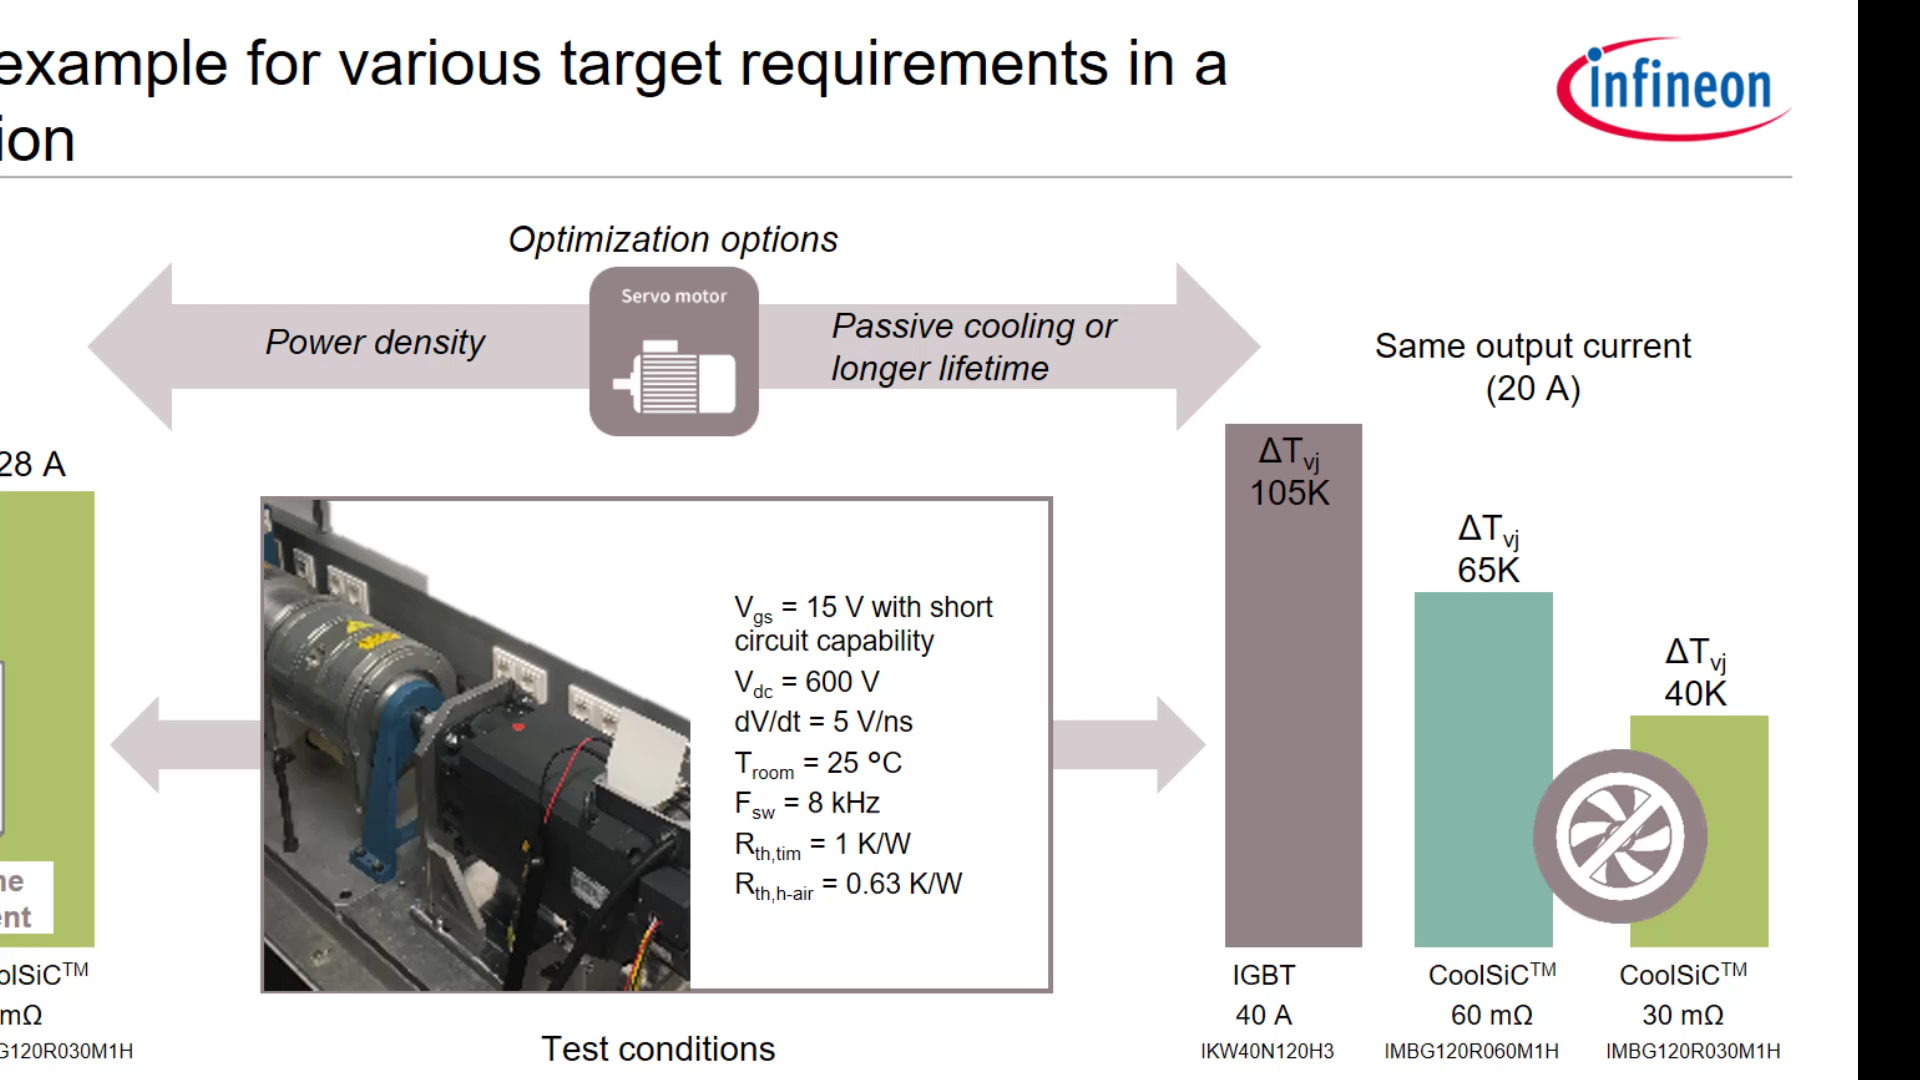 example for various target requirements in a
ion
infineon
Optimization options
Servo motor
Power density
Passive cooling or
longer lifetime
Same output current
(20 A)
28 A
ΔTvj
105K
ΔTvj
65K
ΔTvj
40K
Vgs = 15 V with short
circuit capability
Vdc = 600 V
dV/dt = 5 V/ns
Troom = 25 °C
Fsw = 8 kHz
Rth,tim = 1 K/W
Rth,h-air = 0.63 K/W
ne
ent
olSiC™
mΩ
G120R030M1H
Test conditions
IGBT
40 A
IKW40N120H3
CoolSiC™
60 mΩ
IMBG120R060M1H
CoolSiC™
30 mΩ
IMBG120R030M1H